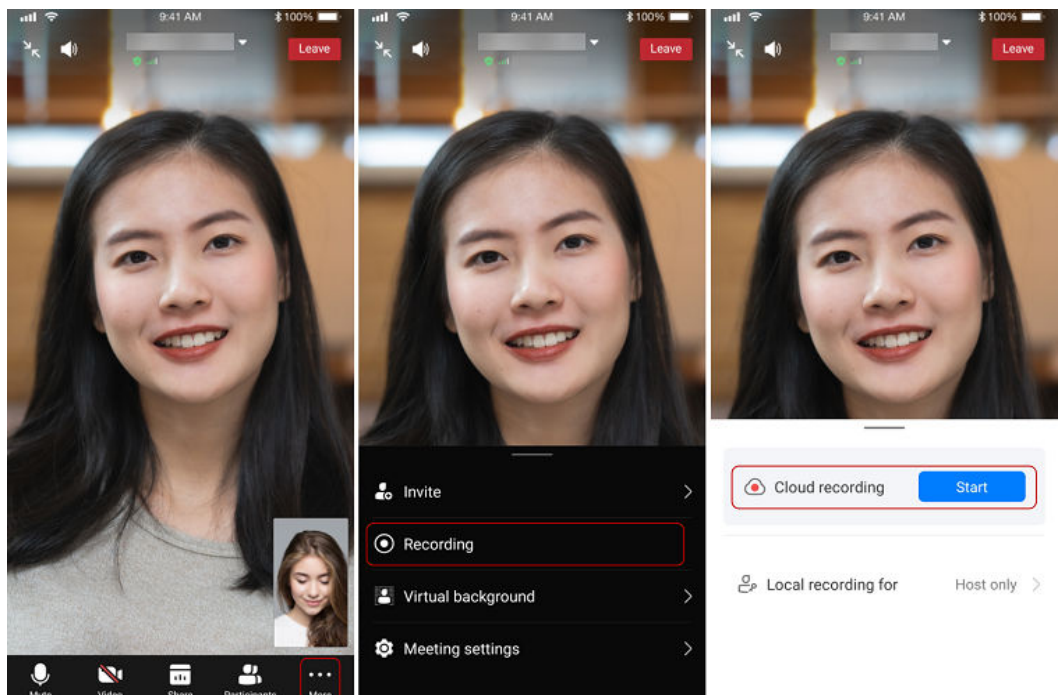 9:41 AM
100%
Leave
Mute
Video
Share
Participants
More
9:41 AM
100%
Leave
Invite
Recording
Virtual background
Meeting settings
9:41 AM
100%
Leave
Cloud recording
Start
Local recording for
Host only